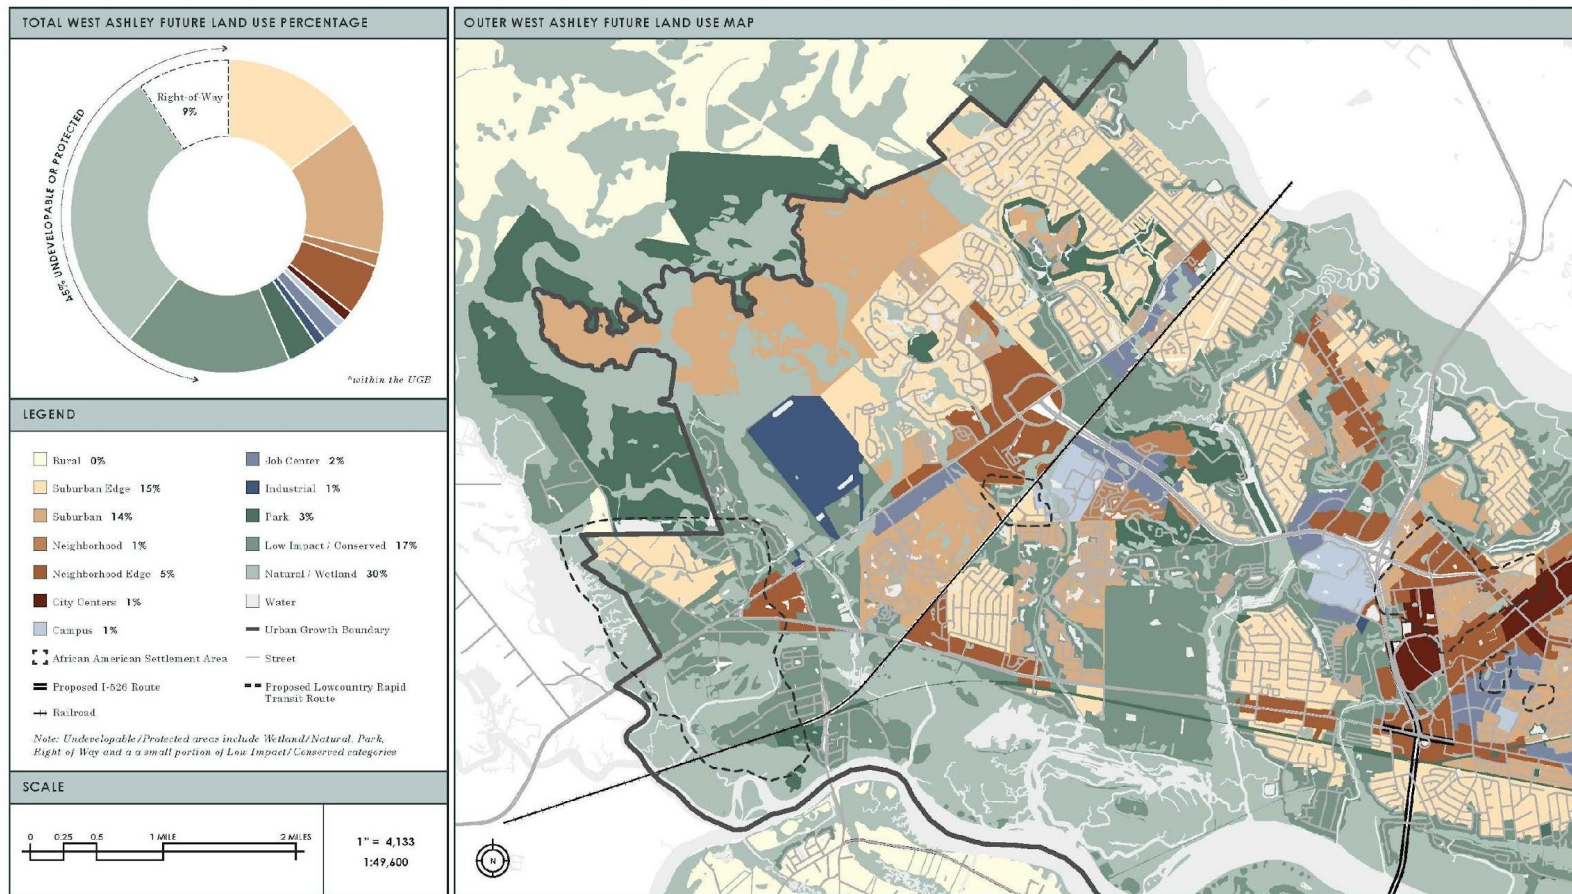 TOTAL WEST ASHLEY FUTURE LAND USE PERCENTAGE
OUTER WEST ASHLEY FUTURE LAND USE MAP
Right-of-Way
9%
45% UNDEVELOPABLE OR PROTECTED
*within the UGB
LEGEND
Rural 0%
Suburban Edge 15%
Suburban 14%
Neighborhood 1%
Neighborhood Edge 5%
City Centers 1%
Campus 1%
African American Settlement Area
Proposed I-526 Route
Railroad
Job Center 2%
Industrial 1%
Park 3%
Low Impact / Conserved 17%
Natural / Wetland 30%
Water
Urban Growth Boundary
Street
Proposed Lowcountry Rapid
Transit Route
Note: Undevelopable/Protected areas include Wetland/Natural, Park,
Right of Way and a a small portion of Low Impact/Conserved categories
SCALE
0 0.25 0.5 1 MILE 2 MILES
1" = 4,133
1:49,600
N